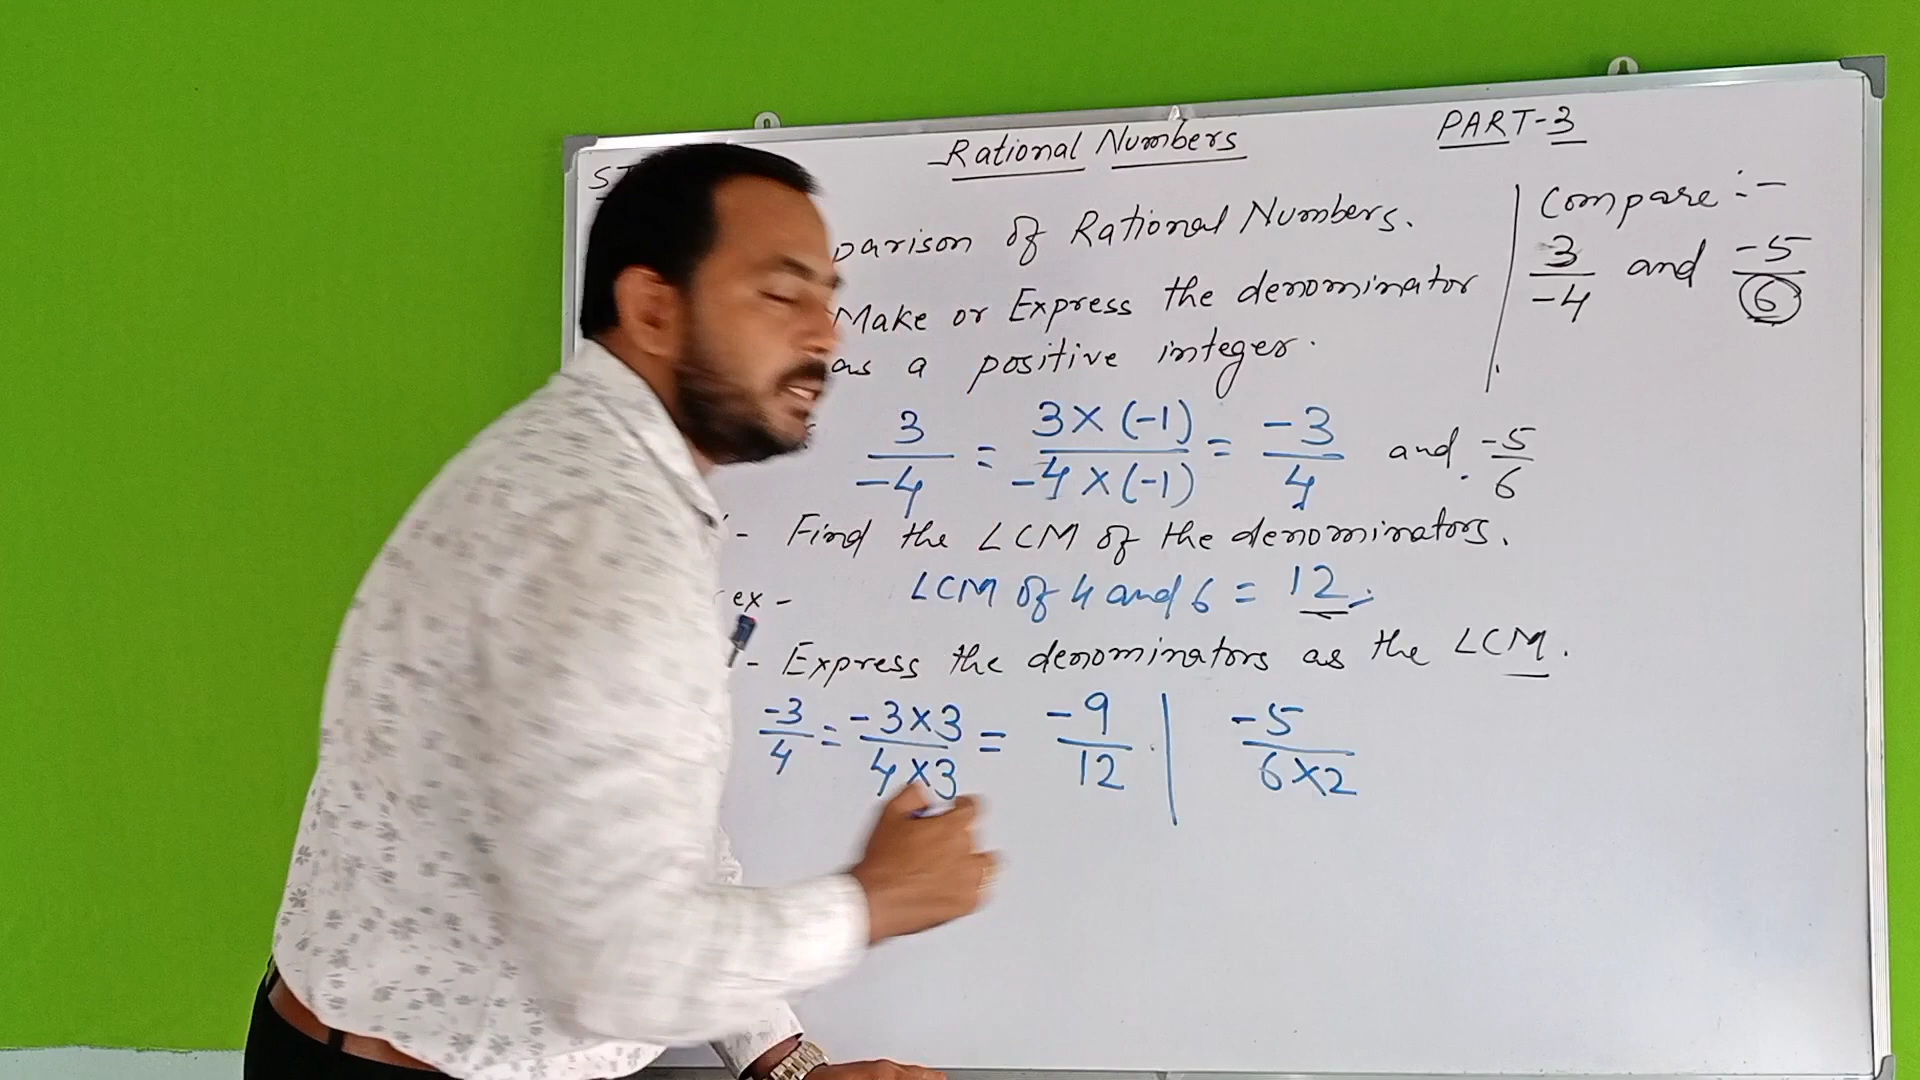 Rational Numbers PART-3
parison of Rational Numbers.
Make or Express the denominator
as a positive integer.
Compare :-
3/-4 and -5/6
3/-4 = 3×(-1)/-4×(-1) = -3/4 and -5/6
- Find the LCM of the denominators.
ex - LCM of 4 and 6 = 12
- Express the denominators as the LCM.
-3/4 = -3×3/4×3 = -9/12 | -5/6×2